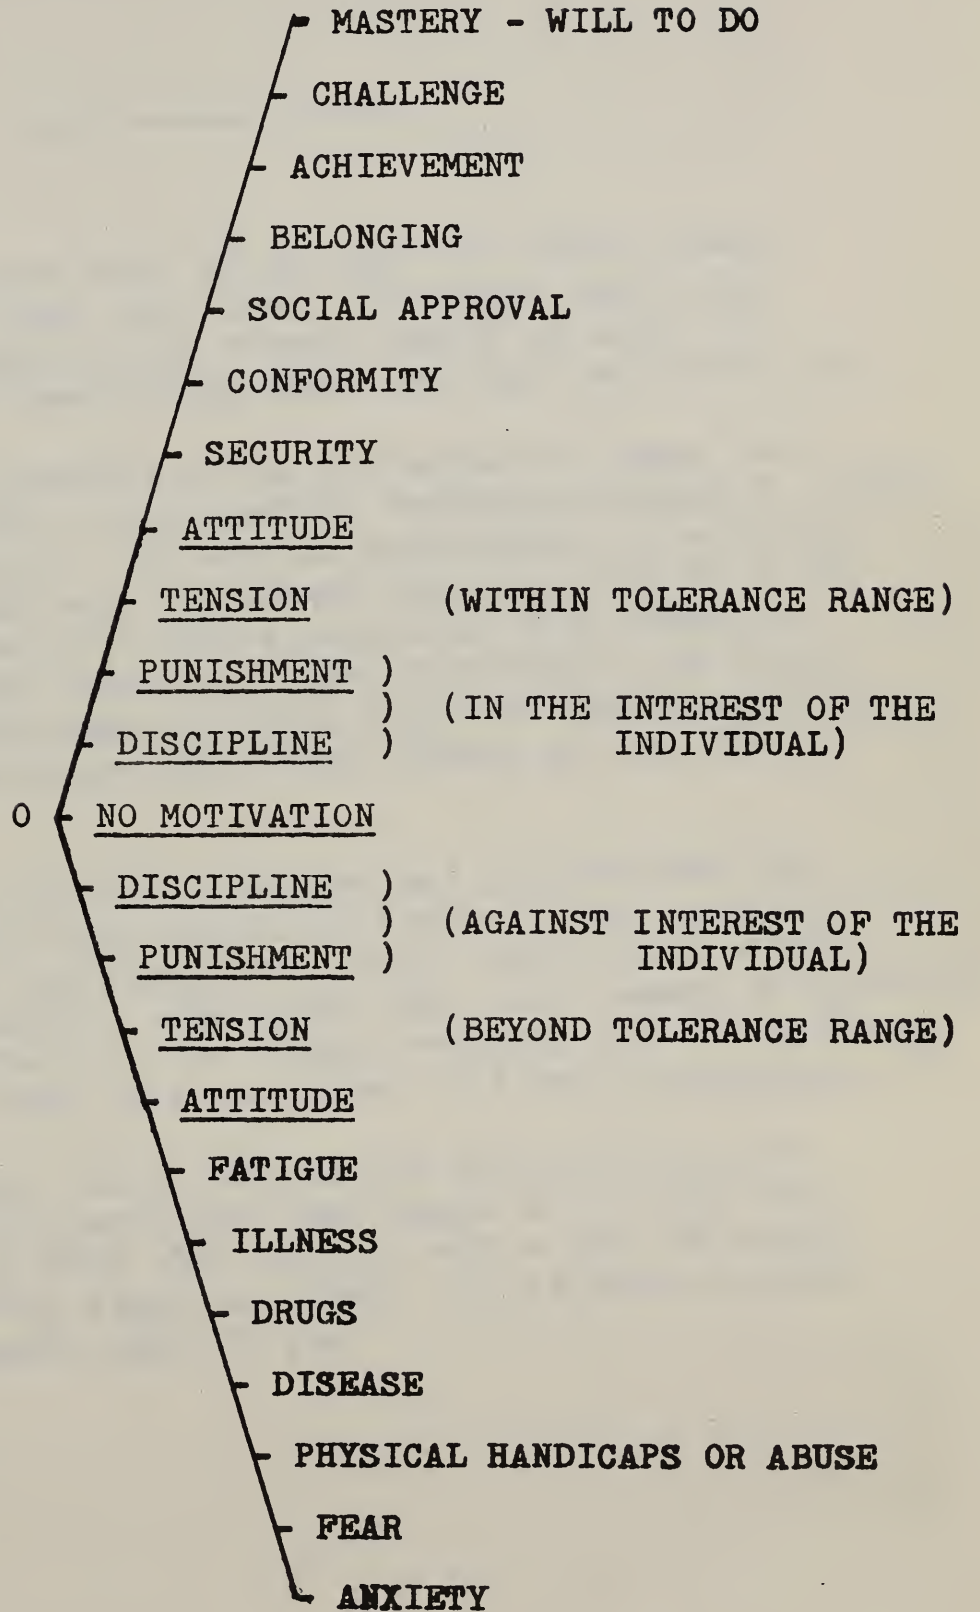 MASTERY - WILL TO DO
CHALLENGE
ACHIEVEMENT
BELONGING
SOCIAL APPROVAL
CONFORMITY
SECURITY
ATTITUDE
TENSION (WITHIN TOLERANCE RANGE)
PUNISHMENT )
) (IN THE INTEREST OF THE
DISCIPLINE ) INDIVIDUAL)
O NO MOTIVATION
DISCIPLINE )
) (AGAINST INTEREST OF THE
PUNISHMENT ) INDIVIDUAL)
TENSION (BEYOND TOLERANCE RANGE)
ATTITUDE
FATIGUE
ILLNESS
DRUGS
DISEASE
PHYSICAL HANDICAPS OR ABUSE
FEAR
ANXIETY